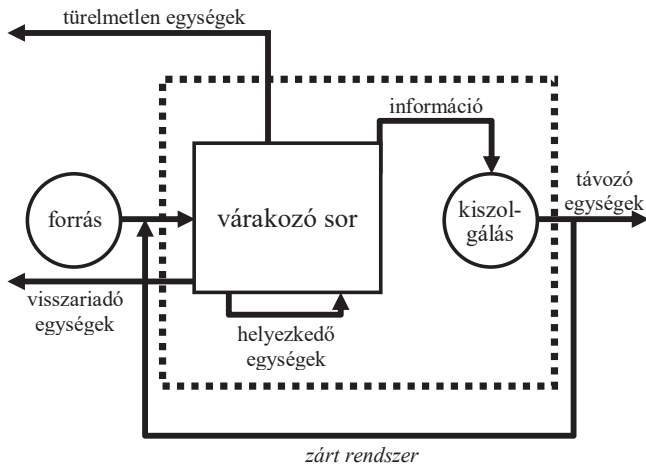 türelmetlen egységek
információ
forrás
várakozó sor
kiszol-
gálás
távozó
egységek
visszariadó
egységek
helyezkedő
egységek
zárt rendszer